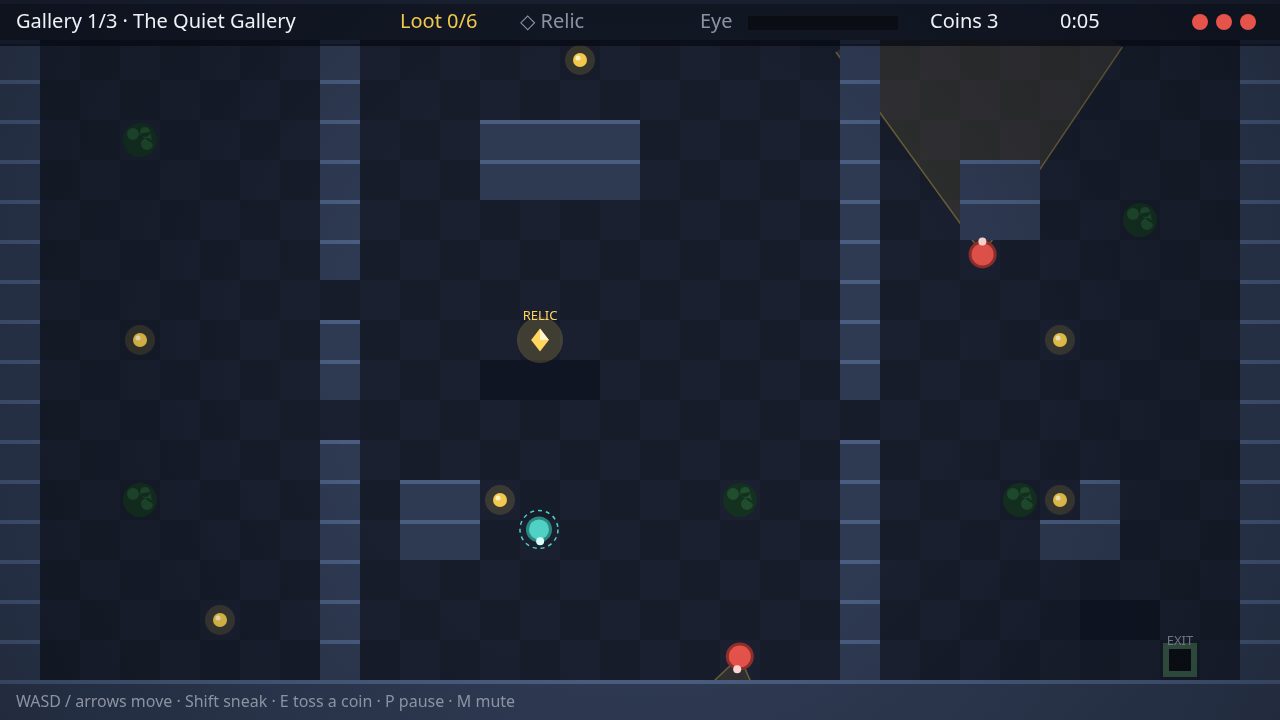 Gallery 1/3 · The Quiet Gallery
Loot 0/6
◇ Relic
Eye
Coins 3
0:05
RELIC
EXIT
WASD / arrows move · Shift sneak · E toss a coin · P pause · M mute